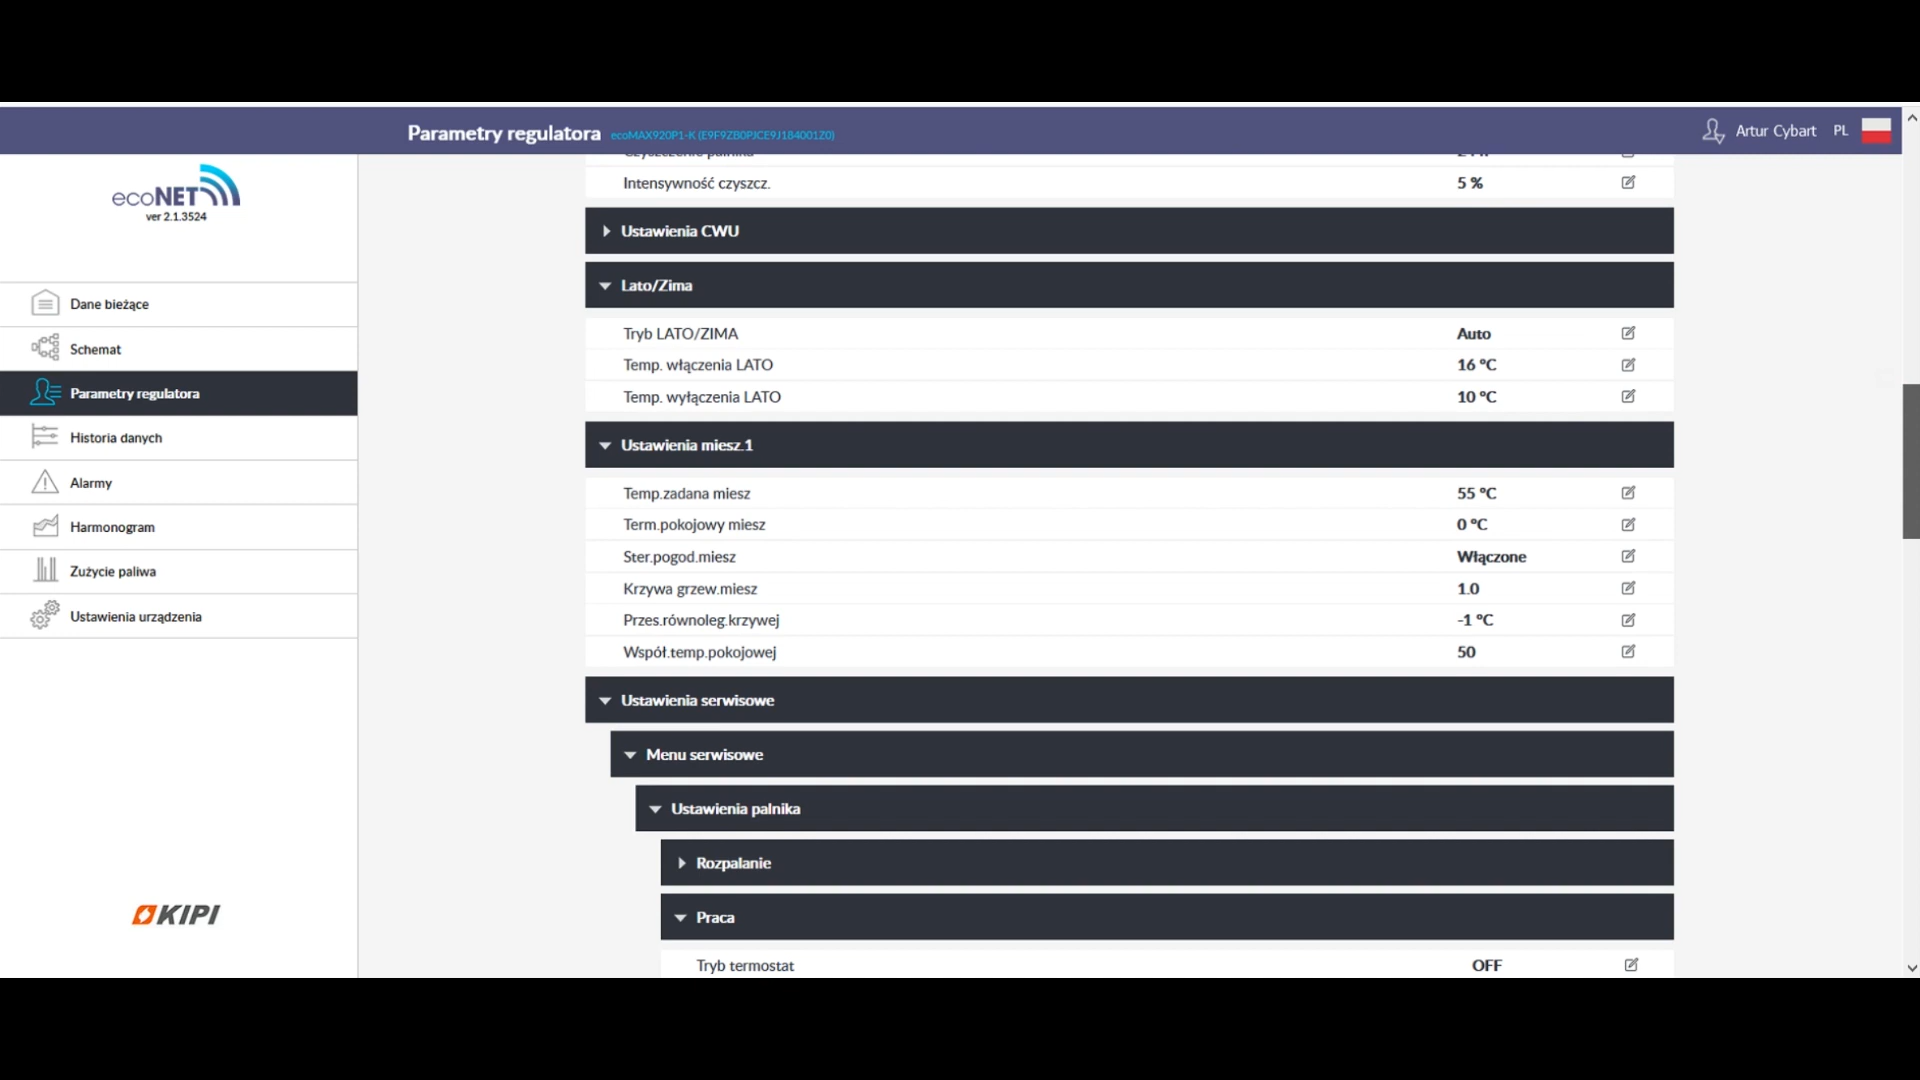 Parametry regulatora ecoMAX920P1-K (E9F9ZB0PJCE9J184001Z0)
Artur Cybart PL
ecoNET
ver 2.1.3524
Dane bieżące
Schemat
Parametry regulatora
Historia danych
Alarmy
Harmonogram
Zużycie paliwa
Ustawienia urządzenia
KIPI
Intensywność czyszcz. 5 %
Ustawienia CWU
Lato/Zima
Tryb LATO/ZIMA Auto
Temp. włączenia LATO 16 °C
Temp. wyłączenia LATO 10 °C
Ustawienia miesz.1
Temp.zadana miesz 55 °C
Term.pokojowy miesz 0 °C
Ster.pogod.miesz Włączone
Krzywa grzew.miesz 1.0
Przes.równoleg.krzywej -1 °C
Współ.temp.pokojowej 50
Ustawienia serwisowe
Menu serwisowe
Ustawienia palnika
Rozpalanie
Praca
Tryb termostat OFF